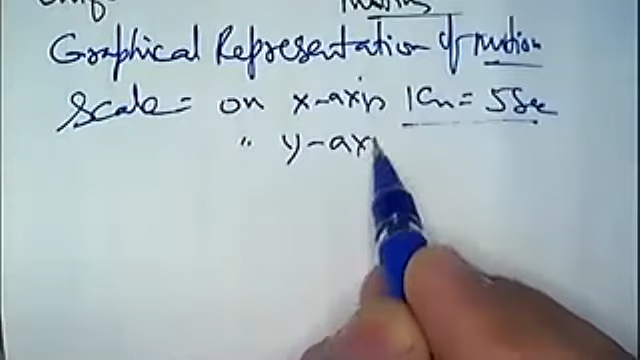 Graphical Representation of Motion
Scale = on x-axis 1Cm = 5Sec
" y-ax